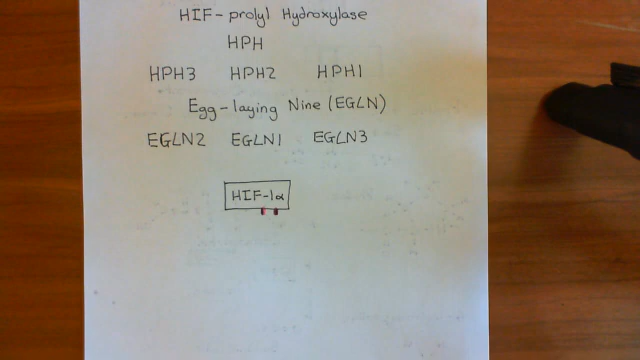 HIF-prolyl Hydroxylase
HPH
HPH3 HPH2 HPH1
Egg-laying Nine (EGLN)
EGLN2 EGLN1 EGLN3
HIF-1α